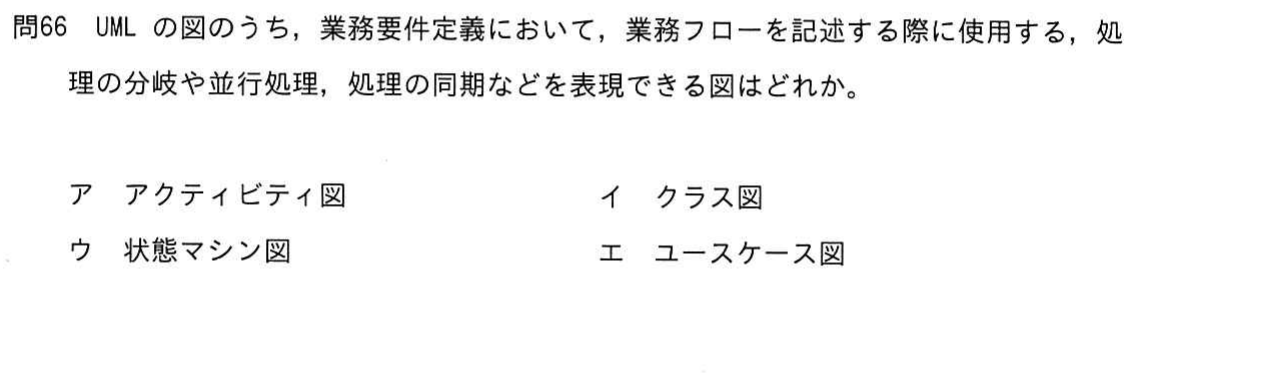 問66 UML の図のうち，業務要件定義において，業務フローを記述する際に使用する，処
理の分岐や並行処理，処理の同期などを表現できる図はどれか。
ア アクティビティ図 イ クラス図
ウ 状態マシン図 エ ユースケース図